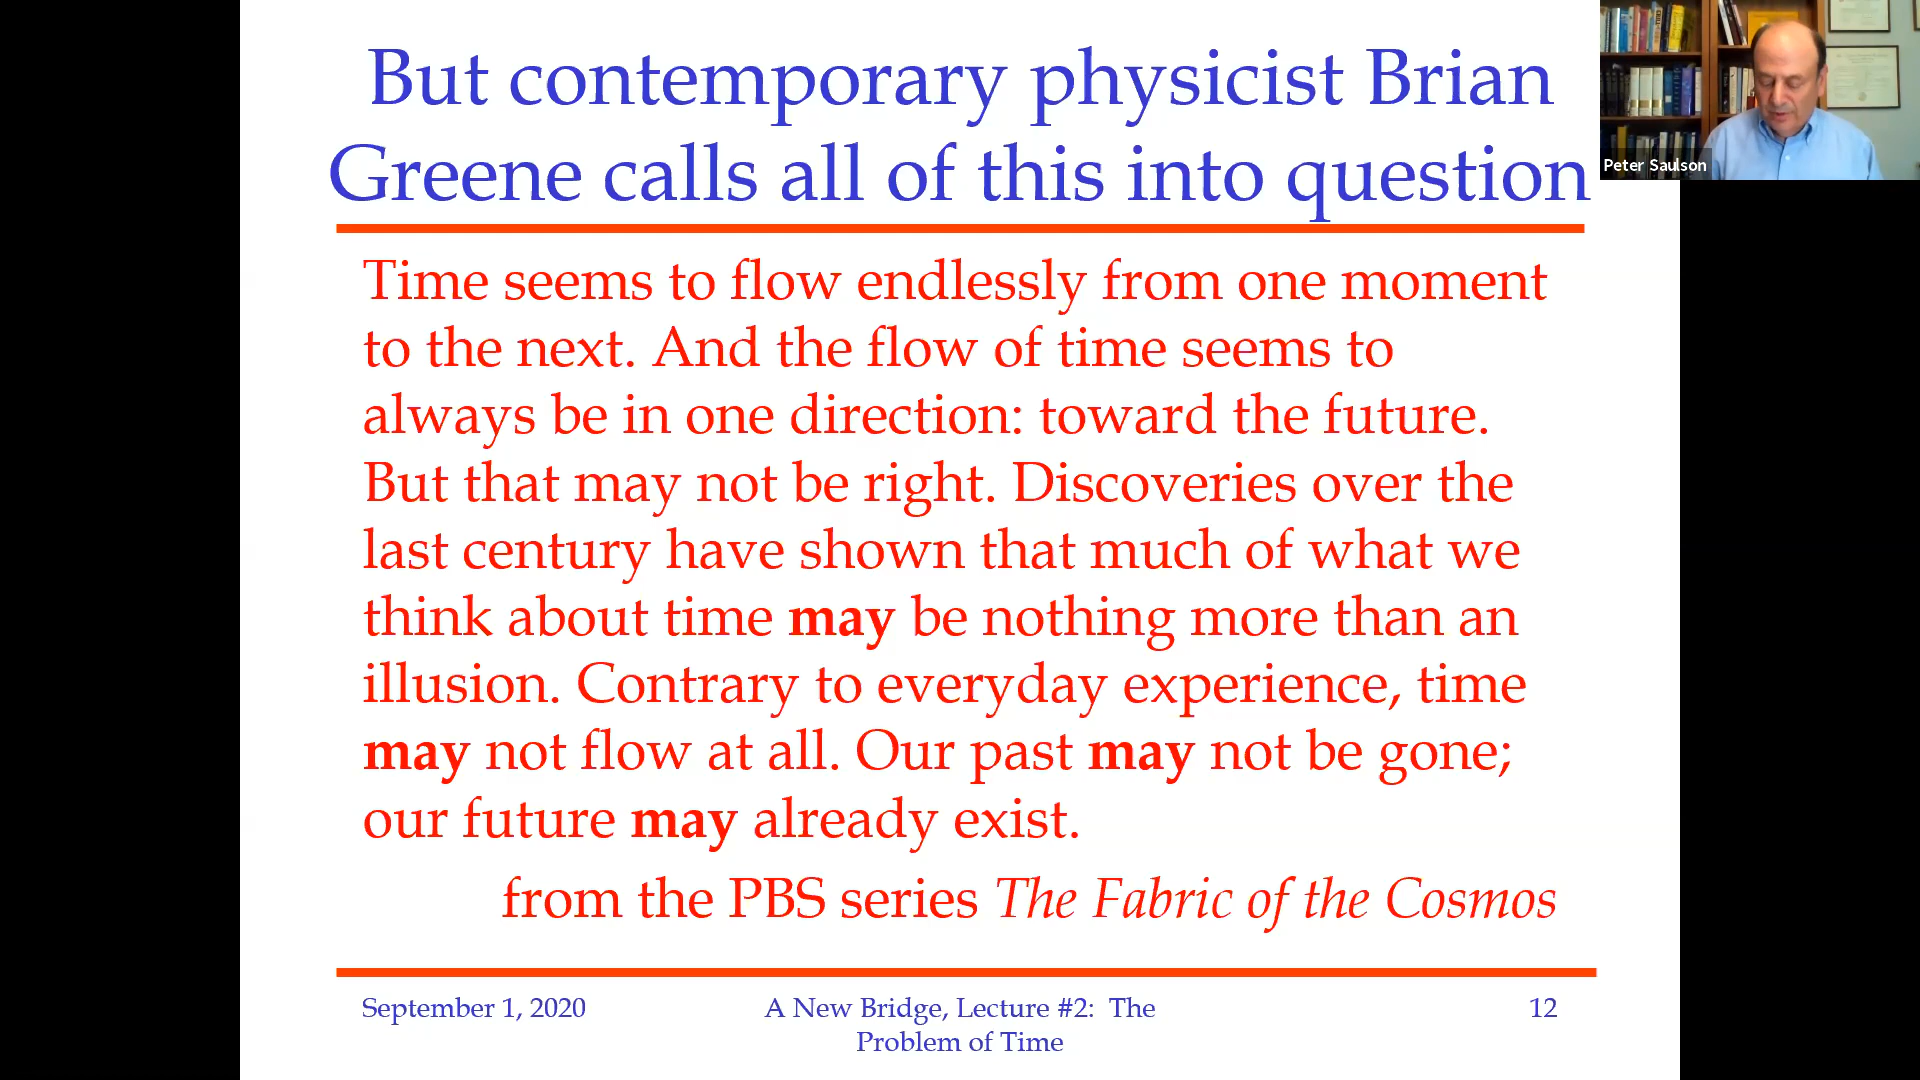 But contemporary physicist Brian
Greene calls all of this into question
Peter Saulson
Time seems to flow endlessly from one moment
to the next. And the flow of time seems to
always be in one direction: toward the future.
But that may not be right. Discoveries over the
last century have shown that much of what we
think about time may be nothing more than an
illusion. Contrary to everyday experience, time
may not flow at all. Our past may not be gone;
our future may already exist.
from the PBS series The Fabric of the Cosmos
September 1, 2020
A New Bridge, Lecture #2: The
Problem of Time
12